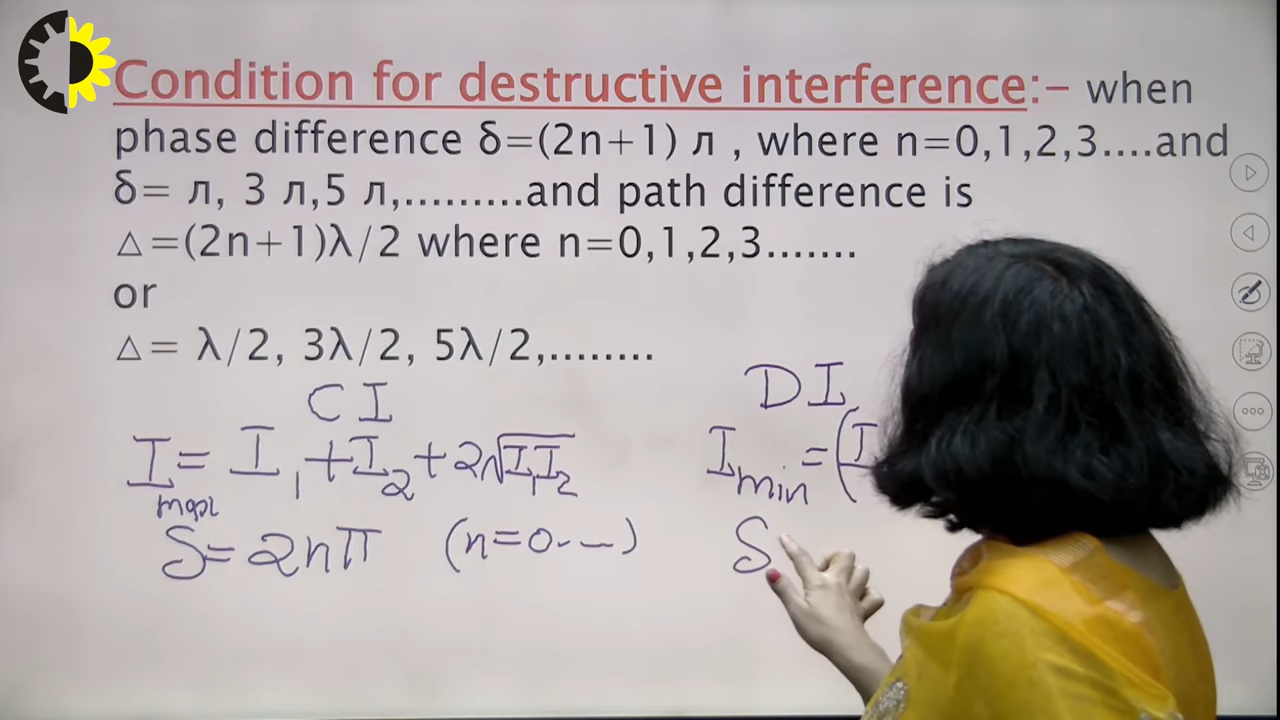 Condition for destructive interference:– when
phase difference δ=(2n+1) л , where n=0,1,2,3....and
δ= л, 3 л,5 л,.........and path difference is
△=(2n+1)λ/2 where n=0,1,2,3.......
or
△= λ/2, 3λ/2, 5λ/2,........
CI
DI
I max = I₁+I₂+2√I₁I₂
I min = (I
δ=2nπ (n=0---)
δ